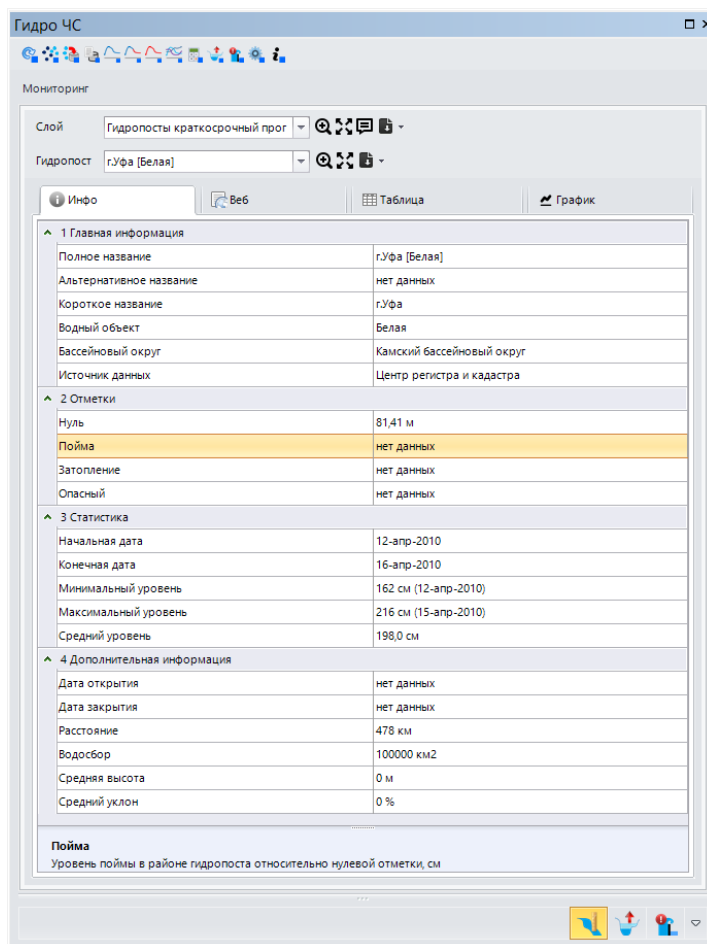 Гидро ЧС
Мониторинг
Слой Гидропосты краткосрочный прог
Гидропост г.Уфа [Белая]
Инфо Веб Таблица График
1 Главная информация
Полное название г.Уфа [Белая]
Альтернативное название нет данных
Короткое название г.Уфа
Водный объект Белая
Бассейновый округ Камский бассейновый округ
Источник данных Центр регистра и кадастра
2 Отметки
Нуль 81,41 м
Пойма нет данных
Затопление нет данных
Опасный нет данных
3 Статистика
Начальная дата 12-апр-2010
Конечная дата 16-апр-2010
Минимальный уровень 162 см (12-апр-2010)
Максимальный уровень 216 см (15-апр-2010)
Средний уровень 198,0 см
4 Дополнительная информация
Дата открытия нет данных
Дата закрытия нет данных
Расстояние 478 км
Водосбор 100000 км2
Средняя высота 0 м
Средний уклон 0 %
Пойма
Уровень поймы в районе гидропоста относительно нулевой отметки, см